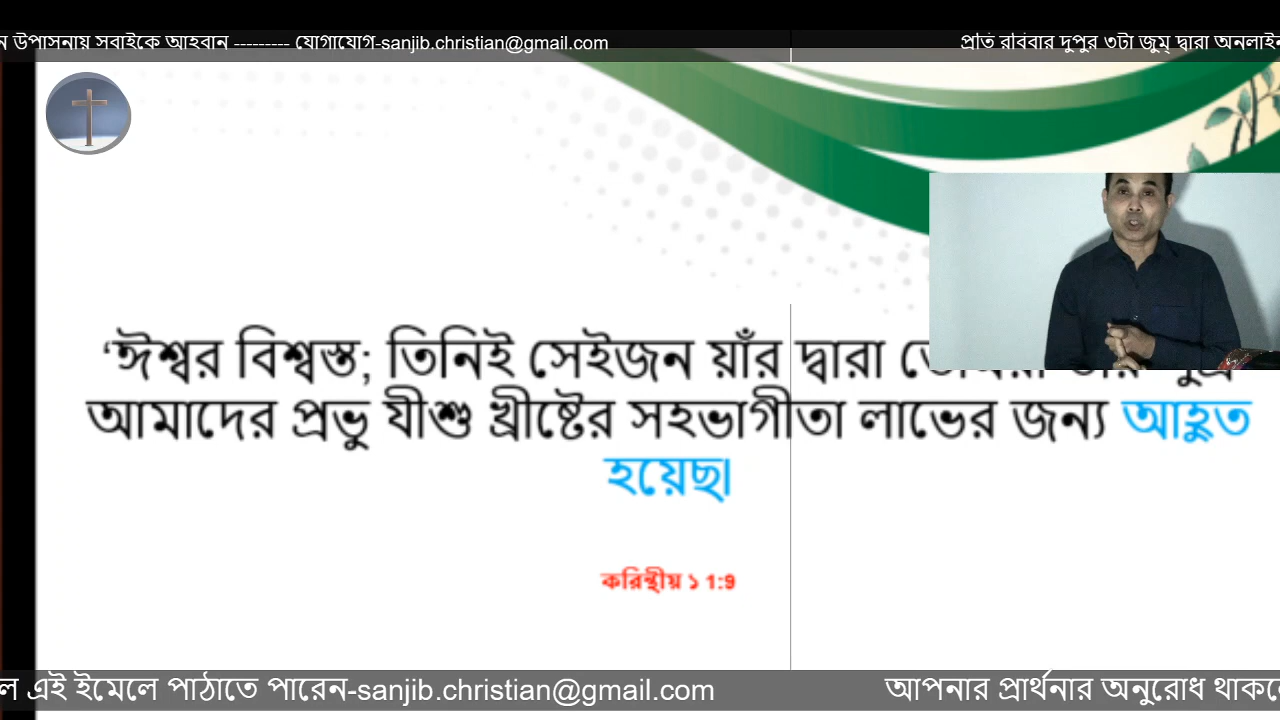 ন উপাসনায় সবাইকে আহবান --------- যোগাযোগ-sanjib.christian@gmail.com
প্রতি রবিবার দুপুর ৩টা জুম্ দ্বারা অনলাইন
‘ঈশ্বর বিশ্বস্ত; তিনিই সেইজন য়াঁর দ্বারা
আমাদের প্রভু যীশু খ্রীষ্টের সহভাগীতা লাভের জন্য আহুত
হয়েছ।
করিন্থীয় ১ 1:9
ল এই ইমেলে পাঠাতে পারেন-sanjib.christian@gmail.com
আপনার প্রার্থনার অনুরোধ থাকলে